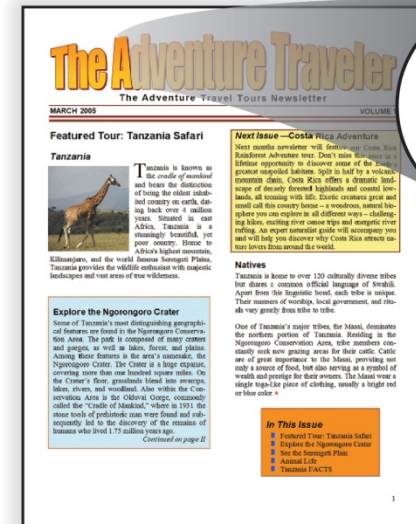 The Adventure Traveler
The Adventure Travel Tours Newsletter
MARCH 2005
VOLUME 1
Featured Tour: Tanzania Safari
Tanzania
Tanzania is known as
the cradle of mankind
and bears the distinction
of being the oldest inhab-
ited country on earth, dat-
ing back over 4 million
years. Situated in east
Africa, Tanzania is a
stunningly beautiful, yet
poor country. Home to
Africa's highest mountain,
Kilimanjaro, and the world famous Serengeti Plains,
Tanzania provides the wildlife enthusiast with majestic
landscapes and vast areas of true wilderness.
Explore the Ngorongoro Crater
Some of Tanzania's most distinguishing geographi-
cal features are found in the Ngorongoro Conserva-
tion Area. The park is composed of many craters
and gorges, as well as lakes, forest, and plains.
Among these features is the area's namesake, the
Ngorongoro Crater. The Crater is a huge expanse,
covering more than one hundred square miles. On
the Crater's floor, grasslands blend into swamps,
lakes, rivers, and woodland. Also within the Con-
servation Area is the Olduvai Gorge, commonly
called the "Cradle of Mankind," where in 1931 the
stone tools of prehistoric man were found and sub-
sequently led to the discovery of the remains of
humans who lived 1.75 million years ago.
Continued on page II
Next Issue —Costa Rica Adventure
Next months newsletter will feature our Costa Rica
Rainforest Adventure tour. Don't miss this once in a
lifetime opportunity to discover some of the Earth's
greatest unspoiled habitats. Split in half by a volcanic
mountain chain, Costa Rica offers a dramatic land-
scape of densely forested highlands and coastal low-
lands, all teeming with life. Exotic creatures great and
small call this country home – a wondrous, natural bio-
sphere you can explore in all different ways – challeng-
ing hikes, exciting river canoe trips and energetic river
rafting. An expert naturalist guide will accompany you
and will help you discover why Costa Rica attracts na-
ture lovers from around the world.
Natives
Tanzania is home to over 120 culturally diverse tribes
but shares a common official language of Swahili.
Apart from this linguistic bond, each tribe is unique.
Their manners of worship, local government, and ritu-
als vary greatly from tribe to tribe.
One of Tanzania's major tribes, the Masai, dominates
the northern portion of Tanzania. Residing in the
Ngorongoro Conservation Area, tribe members con-
stantly seek new grazing areas for their cattle. Cattle
are of great importance to the Masai, providing not
only a source of food, but also serving as a symbol of
wealth and prestige for their owners. The Masai wear a
single toga-like piece of clothing, usually a bright red
or blue color
In This Issue
Featured Tour: Tanzania Safari
Explore the Ngorongoro Crater
See the Serengeti Plain
Animal Life
Tanzania FACTS
1